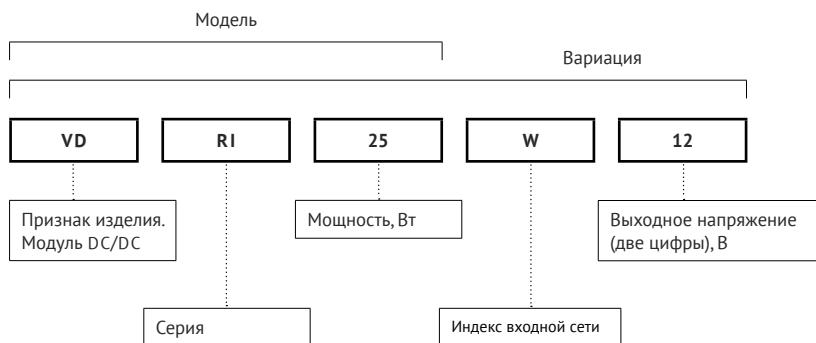 Модель
Вариация
VD RI 25 W 12
Признак изделия.
Модуль DC/DC
Мощность, Вт
Выходное напряжение
(две цифры), В
Серия
Индекс входной сети